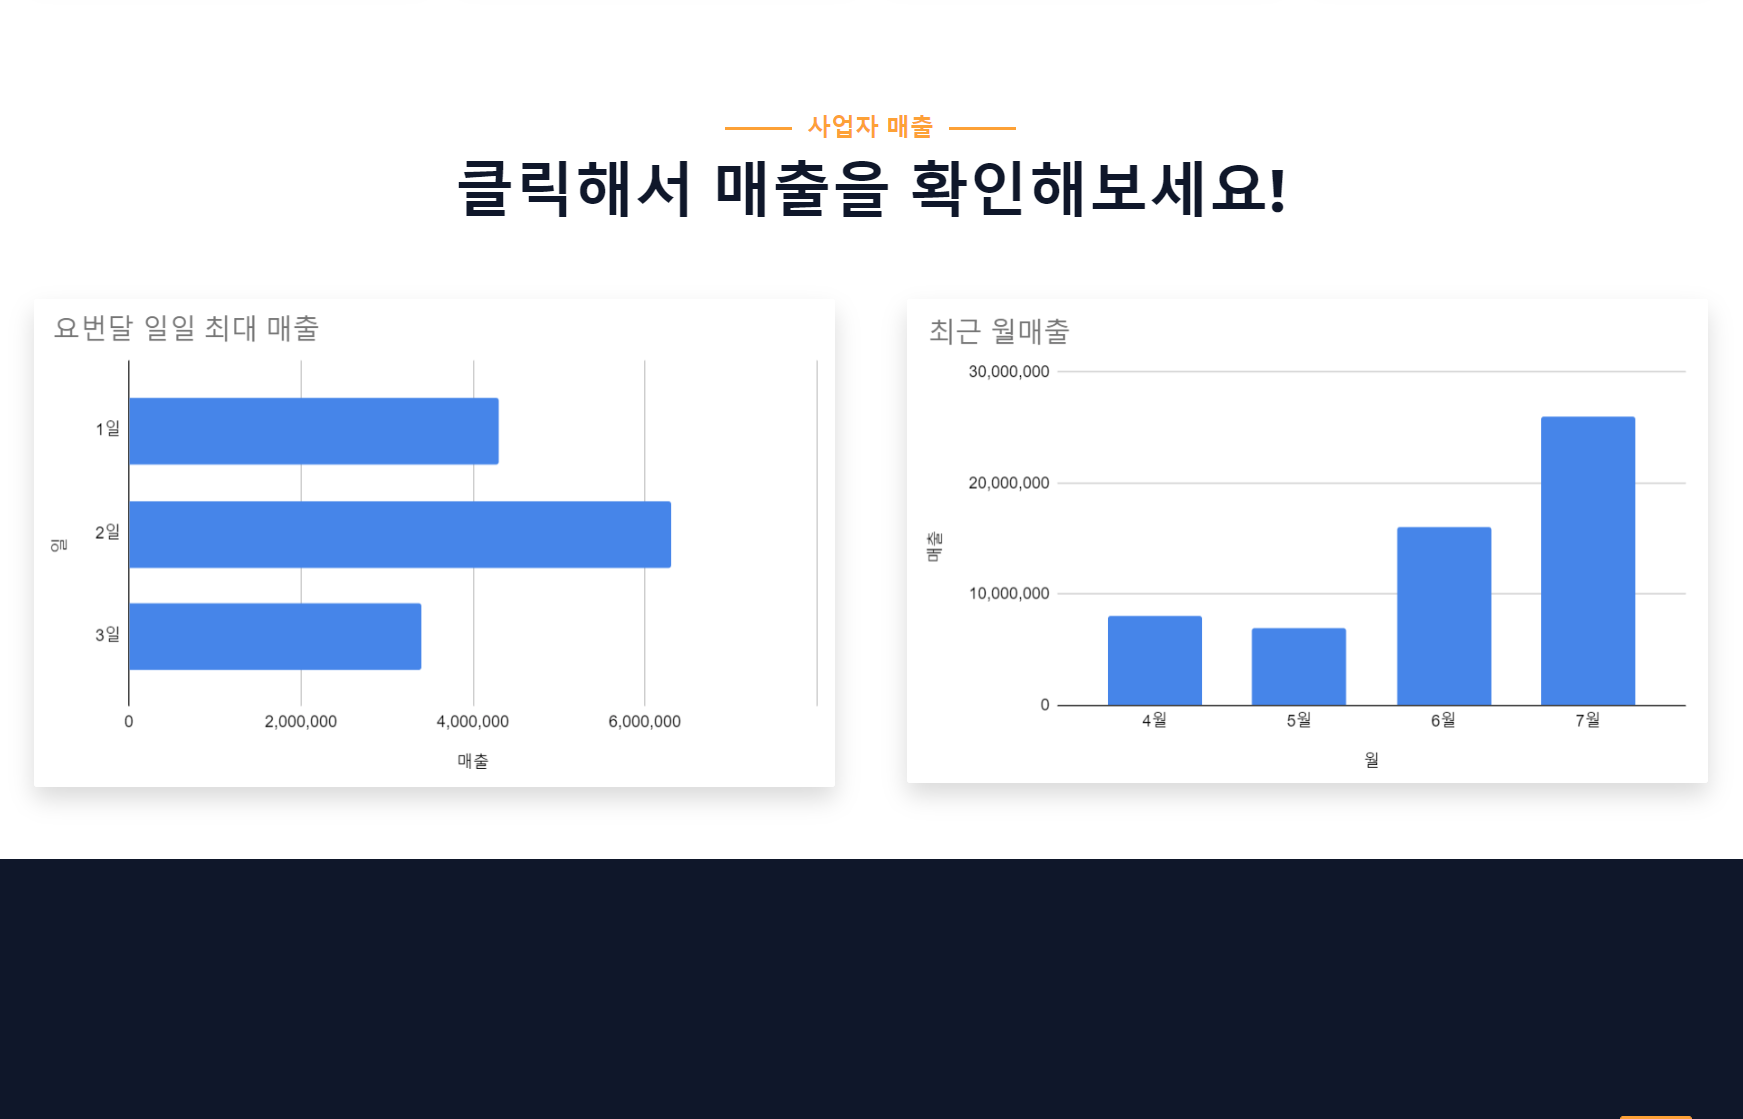 사업자 매출
클릭해서 매출을 확인해보세요!
요번달 일일 최대 매출
1일
2일
3일
일
0
2,000,000
4,000,000
6,000,000
매출
최근 월매출
30,000,000
20,000,000
10,000,000
0
매출
4월
5월
6월
7월
월